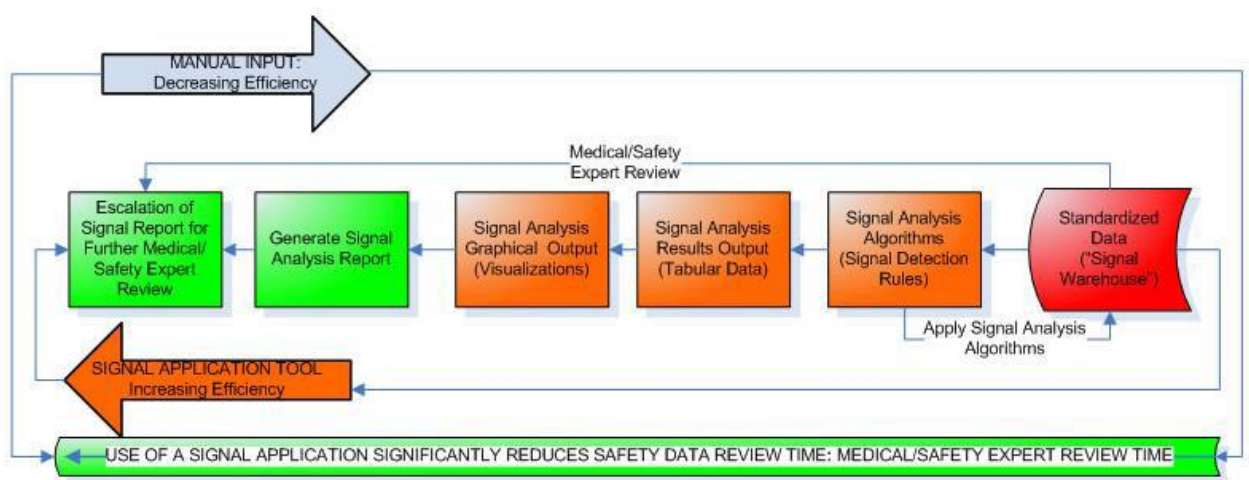 MANUAL INPUT:
Decreasing Efficiency
Medical/Safety
Expert Review
Escalation of
Signal Report for
Further Medical/
Safety Expert
Review
Generate Signal
Analysis Report
Signal Analysis
Graphical Output
(Visualizations)
Signal Analysis
Results Output
(Tabular Data)
Signal Analysis
Algorithms
(Signal Detection
Rules)
Standardized
Data
("Signal
Warehouse")
Apply Signal Analysis
Algorithms
SIGNAL APPLICATION TOOL
Increasing Efficiency
USE OF A SIGNAL APPLICATION SIGNIFICANTLY REDUCES SAFETY DATA REVIEW TIME: MEDICAL/SAFETY EXPERT REVIEW TIME